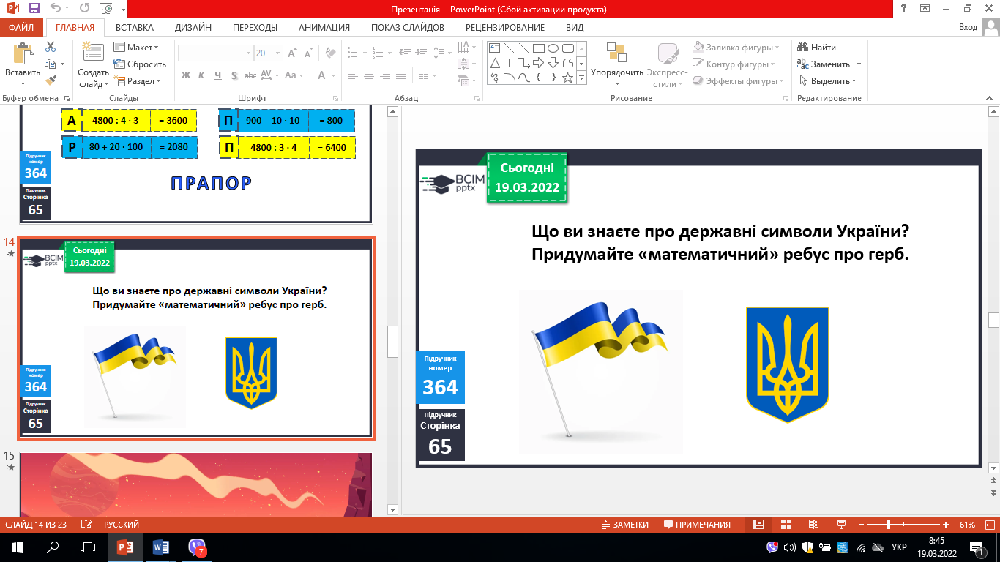 Презентація - PowerPoint (Сбой активации продукта)
ФАЙЛ ГЛАВНАЯ ВСТАВКА ДИЗАЙН ПЕРЕХОДЫ АНИМАЦИЯ ПОКАЗ СЛАЙДОВ РЕЦЕНЗИРОВАНИЕ ВИД Вход
Вставить
Буфер обмена
Создать слайд
Макет
Сбросить
Раздел
Слайды
20
Ж К Ч S abc AV Aa А
Шрифт
Абзац
Упорядочить
Экспресс-стили
Заливка фигуры
Контур фигуры
Эффекты фигуры
Рисование
Найти
Заменить
Выделить
Редактирование
А 4800 : 4 · 3 = 3600
П 900 – 10 · 10 = 800
Р 80 + 20 · 100 = 2080
П 4800 : 3 · 4 = 6400
ПРАПОР
Підручник
номер
364
Підручник
Сторінка
65
14
BCIM
pptx
Сьогодні
19.03.2022
Що ви знаєте про державні символи України?
Придумайте «математичний» ребус про герб.
Підручник
номер
364
Підручник
Сторінка
65
15
BCIM
pptx
Сьогодні
19.03.2022
Що ви знаєте про державні символи України?
Придумайте «математичний» ребус про герб.
Підручник
номер
364
Підручник
Сторінка
65
СЛАЙД 14 ИЗ 23 РУССКИЙ ЗАМЕТКИ ПРИМЕЧАНИЯ 61%
7
УКР
8:45
19.03.2022
1